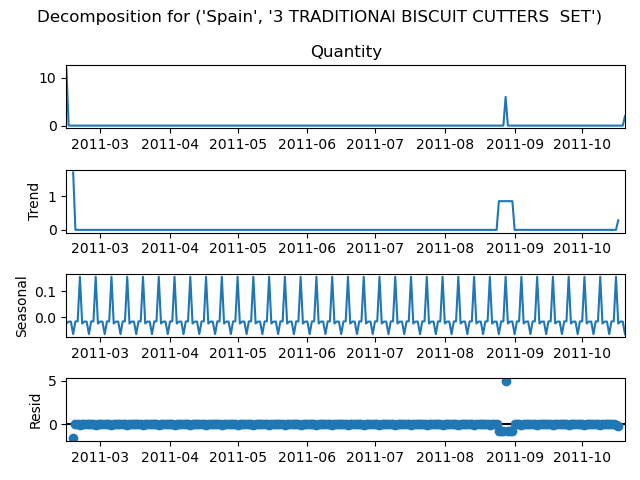 Decomposition for ('Spain', '3 TRADITIONAl BISCUIT CUTTERS  SET')
Quantity
10
0
2011-03 2011-04 2011-05 2011-06 2011-07 2011-08 2011-09 2011-10
Trend
1
0
2011-03 2011-04 2011-05 2011-06 2011-07 2011-08 2011-09 2011-10
Seasonal
0.1
0.0
2011-03 2011-04 2011-05 2011-06 2011-07 2011-08 2011-09 2011-10
Resid
5
0
2011-03 2011-04 2011-05 2011-06 2011-07 2011-08 2011-09 2011-10